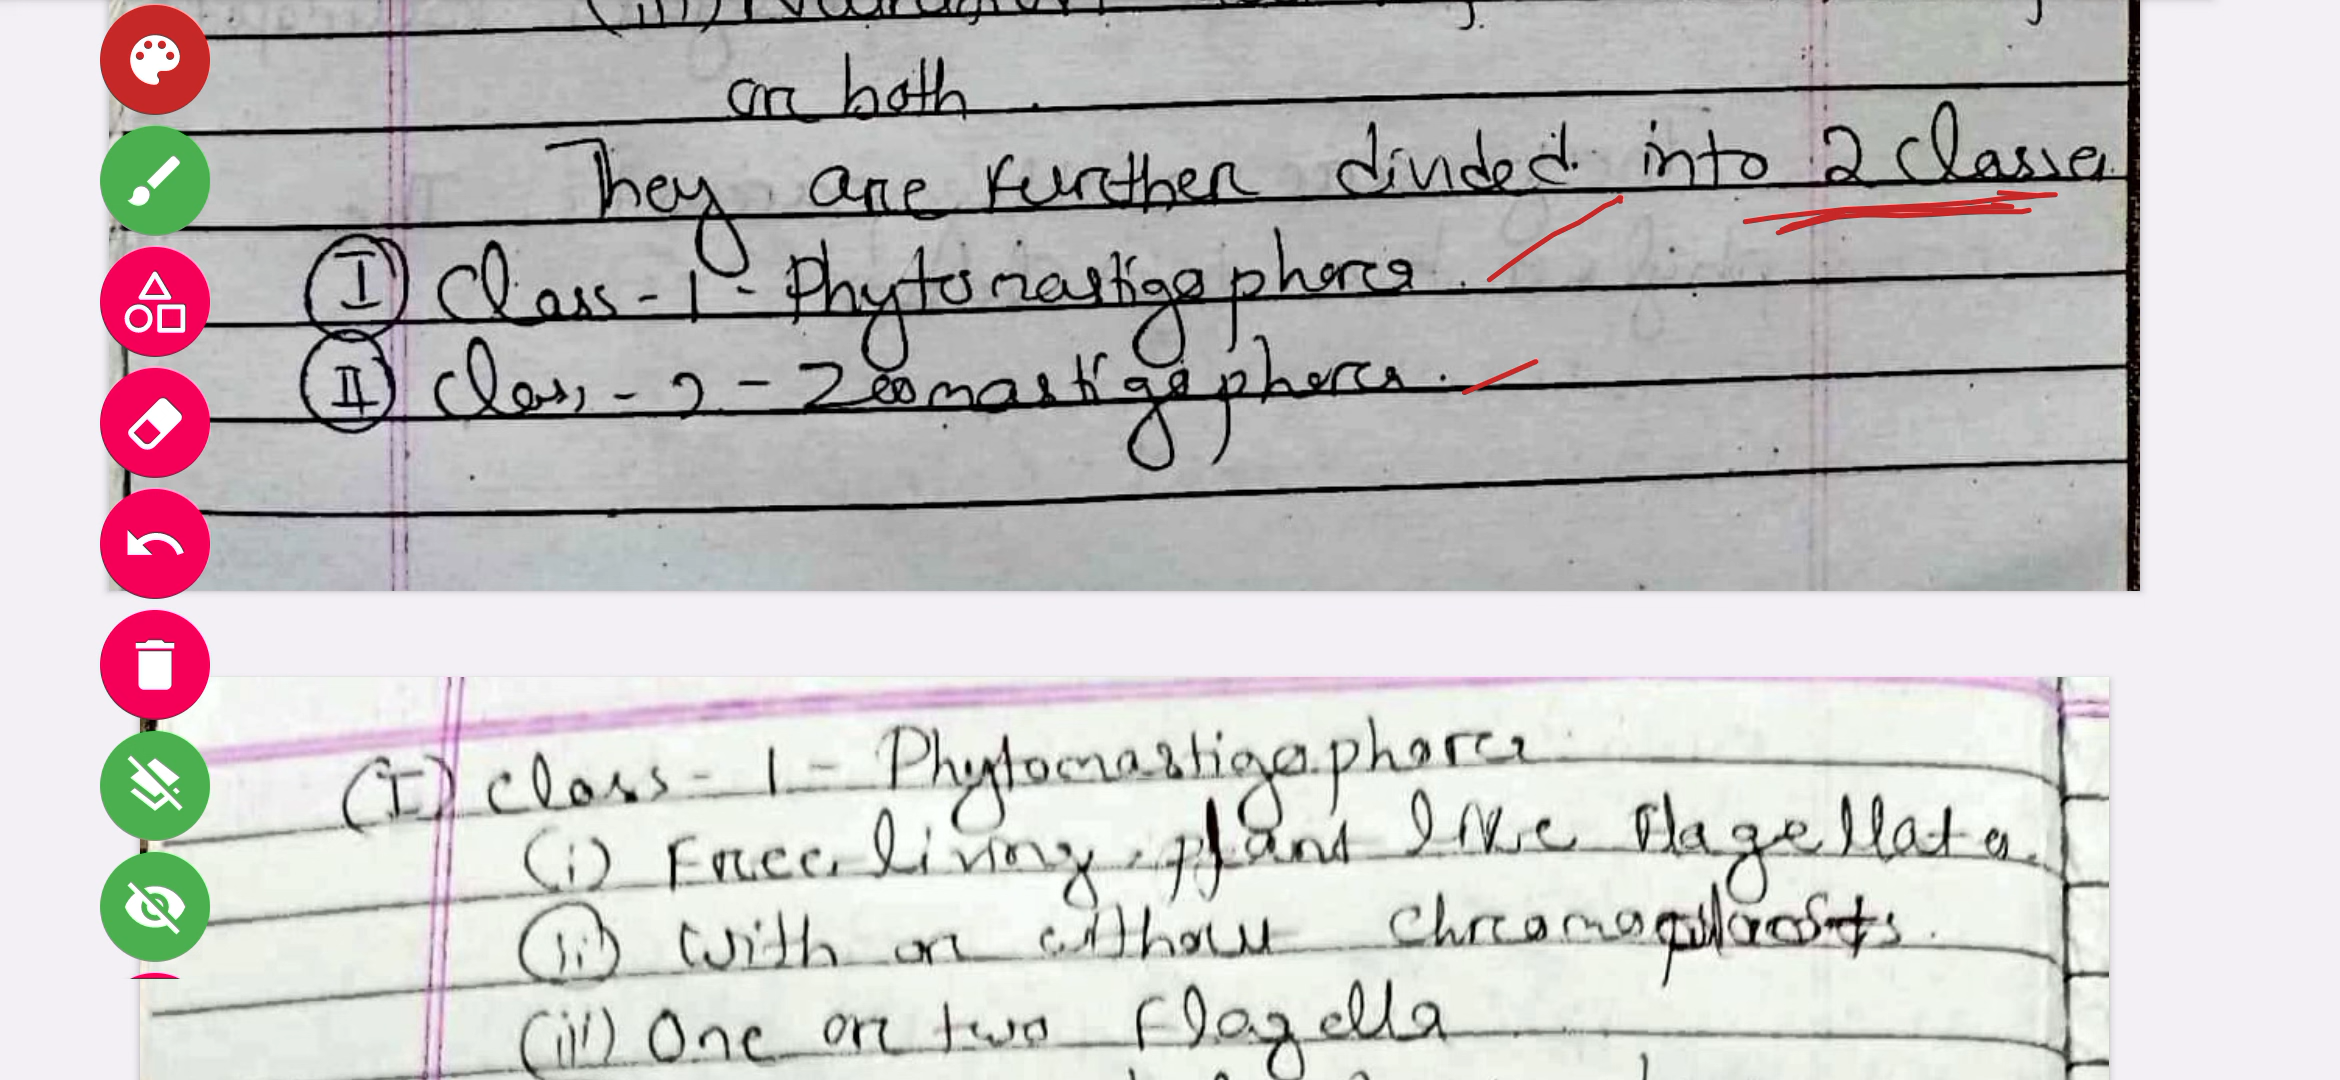 or both.
They are further divided into 2 classes
(I) Class-1- Phytomastigophora.
(II) Class-2- Zoomastigophora.
(I) Class-1- Phytomastigophora
(i) Free living, plant like flagellata.
(ii) With or without chromoplasts.
(iii) One or two flagella